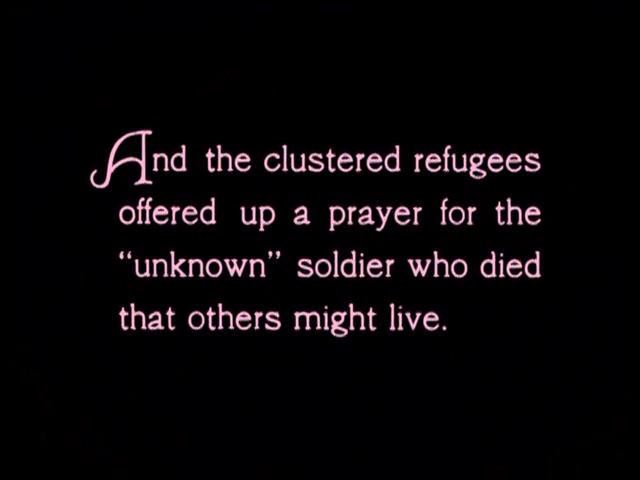 And the clustered refugees
offered up a prayer for the
“unknown” soldier who died
that others might live.